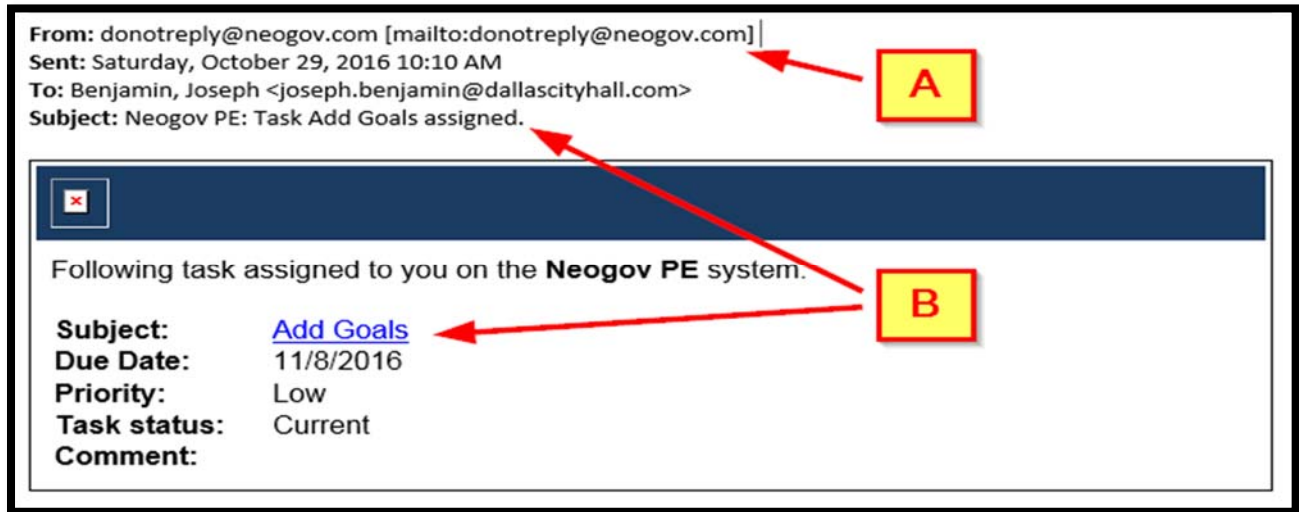 From: donotreply@neogov.com [mailto:donotreply@neogov.com]
Sent: Saturday, October 29, 2016 10:10 AM
To: Benjamin, Joseph <joseph.benjamin@dallascityhall.com>
Subject: Neogov PE: Task Add Goals assigned.
A
Following task assigned to you on the Neogov PE system.
B
Subject: Add Goals
Due Date: 11/8/2016
Priority: Low
Task status: Current
Comment: